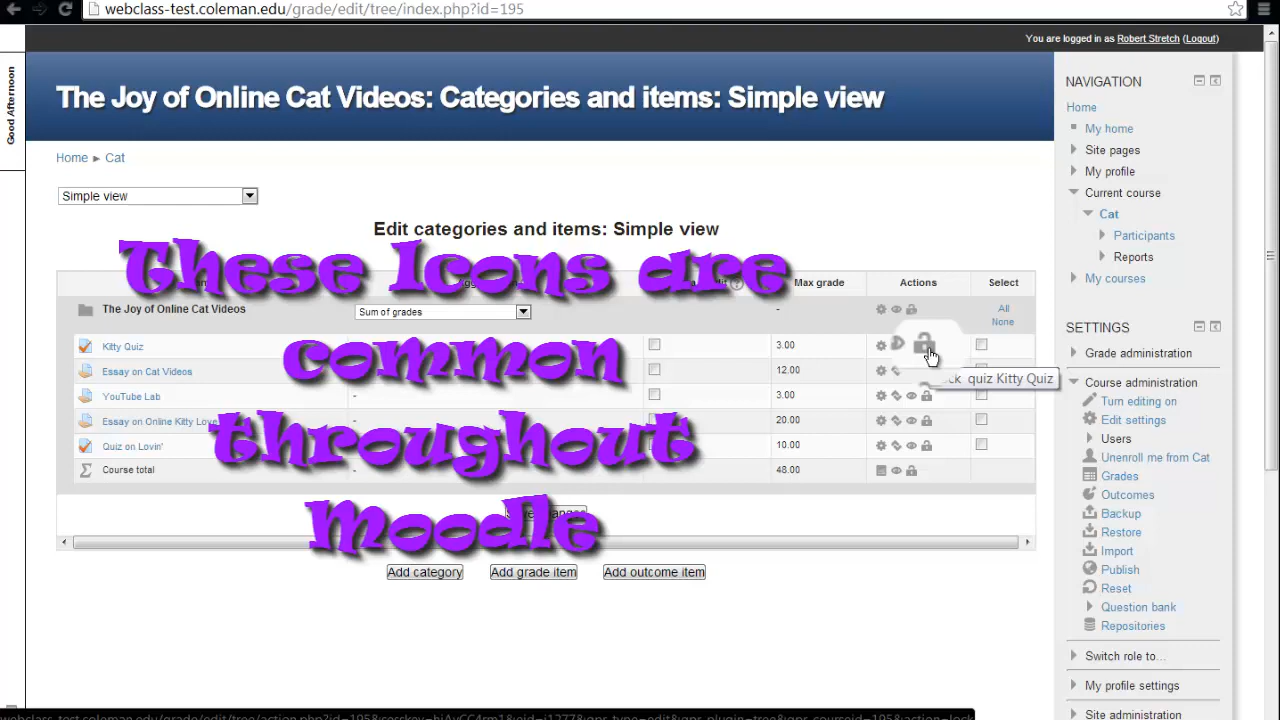 webclass-test.coleman.edu/grade/edit/tree/index.php?id=195
You are logged in as Robert Stretch (Logout)
Good Afternoon
The Joy of Online Cat Videos: Categories and items: Simple view
Home ► Cat
Simple view
Edit categories and items: Simple view
These Icons are
common
throughout
Moodle
Max grade Actions Select
The Joy of Online Cat Videos Sum of grades - All
None
Kitty Quiz 3.00
quiz Kitty Quiz
Essay on Cat Videos 12.00
YouTube Lab - 3.00
Essay on Online Kitty 20.00
Quiz on Lovin' 10.00
Course total - 48.00
Add category Add grade item Add outcome item
NAVIGATION
Home
My home
Site pages
My profile
Current course
Cat
Participants
Reports
My courses
SETTINGS
Grade administration
Course administration
Turn editing on
Edit settings
Users
Unenroll me from Cat
Grades
Outcomes
Backup
Restore
Import
Publish
Reset
Question bank
Repositories
Switch role to...
My profile settings
Site administration